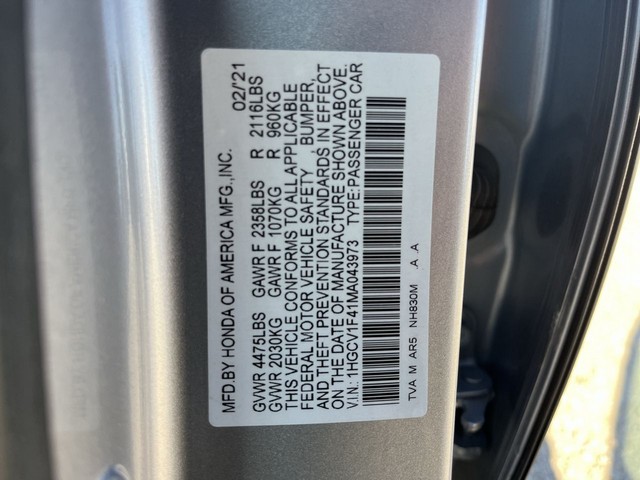 MFD.BY HONDA OF AMERICA MFG.,INC. 02/'21
GVWR 4475LBS GAWR F 2358LBS R 2116LBS
GVWR 2030KG GAWR F 1070KG R 960KG
THIS VEHICLE CONFORMS TO ALL APPLICABLE
FEDERAL MOTOR VEHICLE SAFETY BUMPER,
AND THEFT PREVENTION STANDARDS IN EFFECT
ON THE DATE OF MANUFACTURE SHOWN ABOVE.
V.I.N.: 1HGCV1F41MA043973 TYPE:PASSENGER CAR
TVA M AR5 NH830M .A .A